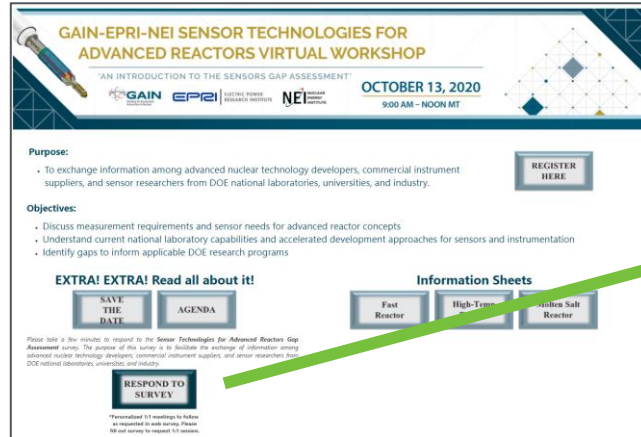 GAIN-EPRI-NEI SENSOR TECHNOLOGIES FOR
ADVANCED REACTORS VIRTUAL WORKSHOP
"AN INTRODUCTION TO THE SENSORS GAP ASSESSMENT"
GAIN
EPRI ELECTRIC POWER RESEARCH INSTITUTE
NEI NUCLEAR ENERGY INSTITUTE
OCTOBER 13, 2020
9:00 AM – NOON MT
Purpose:
• To exchange information among advanced nuclear technology developers, commercial instrument
suppliers, and sensor researchers from DOE national laboratories, universities, and industry.
REGISTER
HERE
Objectives:
• Discuss measurement requirements and sensor needs for advanced reactor concepts
• Understand current national laboratory capabilities and accelerated development approaches for sensors and instrumentation
• Identify gaps to inform applicable DOE research programs
EXTRA! EXTRA! Read all about it!
SAVE
THE
DATE
AGENDA
Information Sheets
Fast
Reactor
High-Temp
Molten Salt
Reactor
Please take a few minutes to respond to the Sensor Technologies for Advanced Reactors Gap
Assessment survey. The purpose of this survey is to facilitate the exchange of information among
advanced nuclear technology developers, commercial instrument suppliers, and sensor researchers from
DOE national laboratories, universities, and industry.
RESPOND TO
SURVEY
*Personalized 1:1 meetings to follow
as requested in web survey. Please
fill out survey to request 1:1 session.